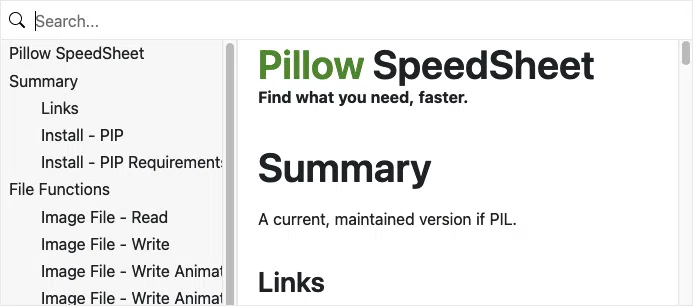 Search...
Pillow SpeedSheet
Summary
Links
Install - PIP
Install - PIP Requirements
File Functions
Image File - Read
Image File - Write
Image File - Write Animat
Image File - Write Animat
Pillow SpeedSheet
Find what you need, faster.
Summary
A current, maintained version if PIL.
Links